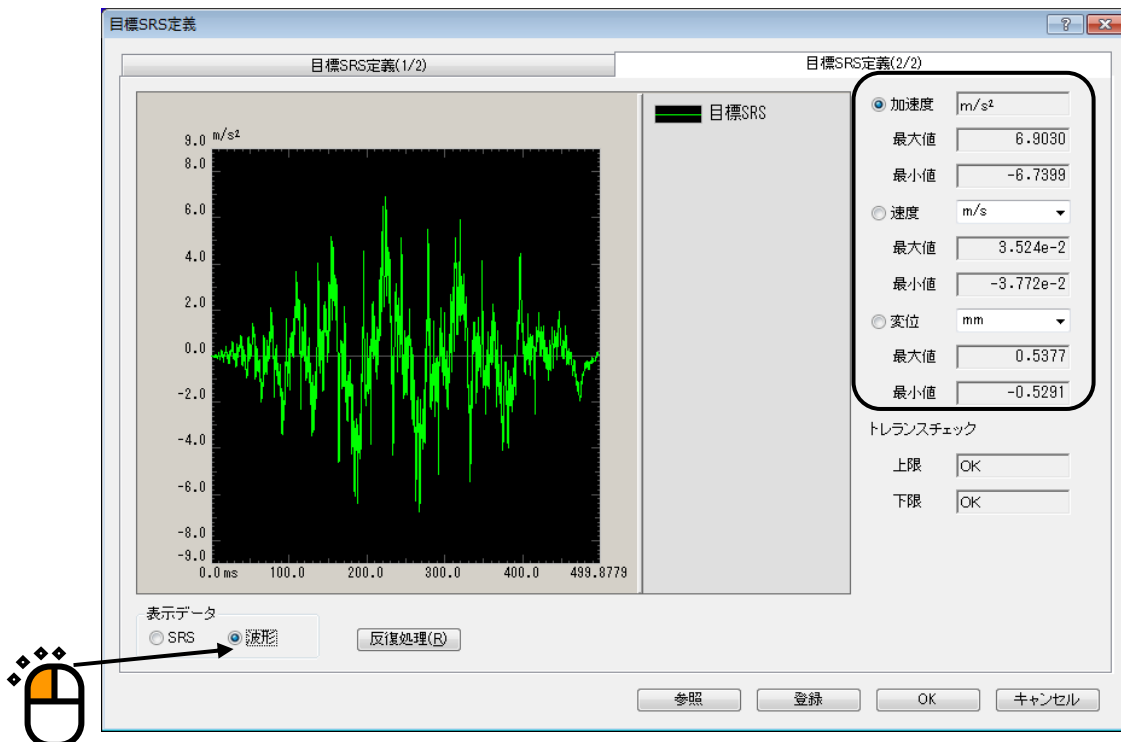 目標SRS定義
目標SRS定義(1/2)
目標SRS定義(2/2)
9.0 m/s²
8.0
6.0
4.0
2.0
0.0
-2.0
-4.0
-6.0
-8.0
-9.0
0.0 ms 100.0 200.0 300.0 400.0 499.8779
目標SRS
加速度 m/s²
最大値 6.9030
最小値 -6.7399
速度 m/s
最大値 3.524e-2
最小値 -3.772e-2
変位 mm
最大値 0.5377
最小値 -0.5291
トレランスチェック
上限 OK
下限 OK
表示データ
SRS 波形 反復処理(R)
参照 登録 OK キャンセル